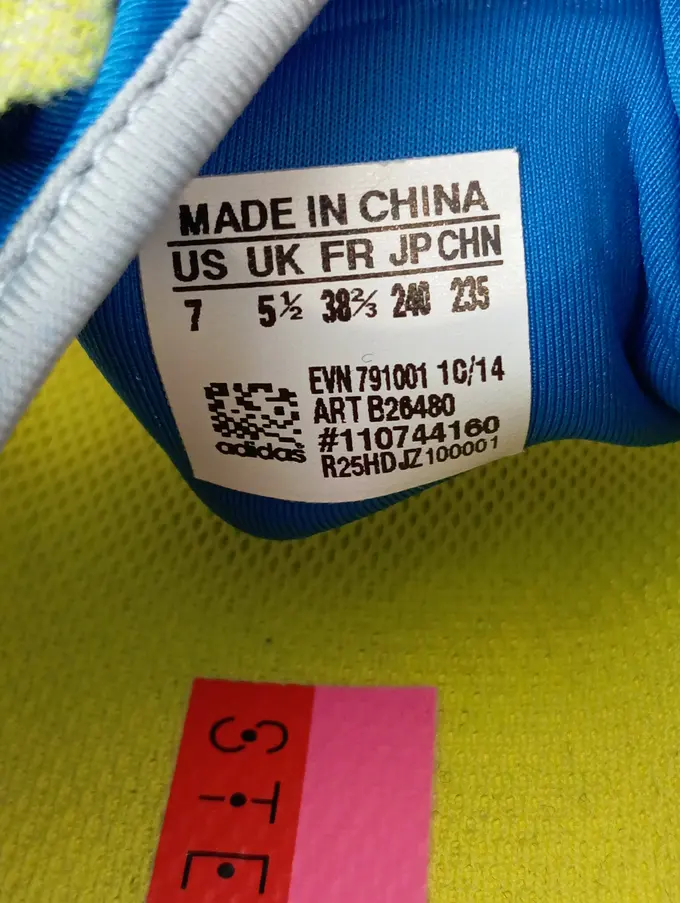 MADE IN CHINA
US UK FR JP CHN
7 5½ 38⅔ 240 235
EVN 791001 10/14
ART B26480
#110744160
adidas R25HDJZ100001
STE